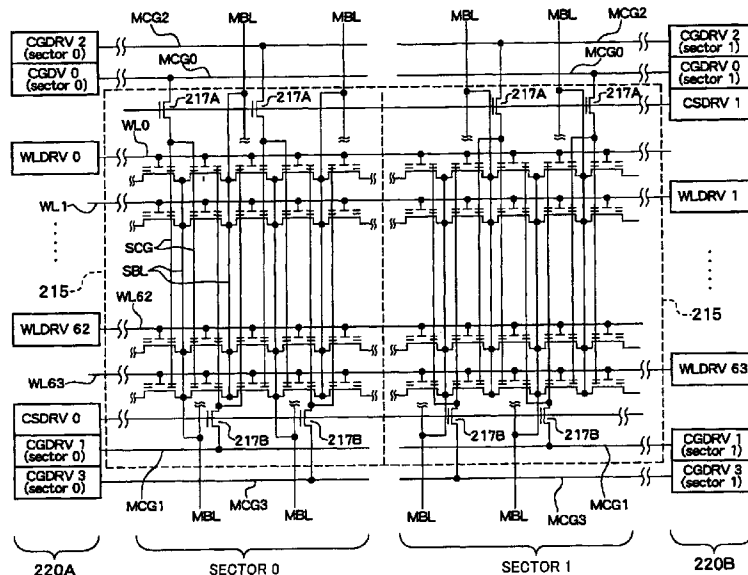 MCG2 MBL MBL MBL MBL MCG2
CGDRV 2
(sector 0)
MCG0
CGDV 0
(sector 0)
CGDRV 2
(sector 1)
MCG0
CGDRV 0
(sector 1)
217A 217A 217A 217A
CSDRV 1
WL0
WLDRV 0
WL1
WLDRV 1
SCG
SBL
215 215
WL62
WLDRV 62
WL63
WLDRV 63
CSDRV 0
217B 217B 217B 217B
CGDRV 1
(sector 0)
CGDRV 1
(sector 1)
CGDRV 3
(sector 0)
CGDRV 3
(sector 1)
MCG1 MBL MCG3 MBL MBL MCG3 MBL MCG1
220A SECTOR 0 SECTOR 1 220B